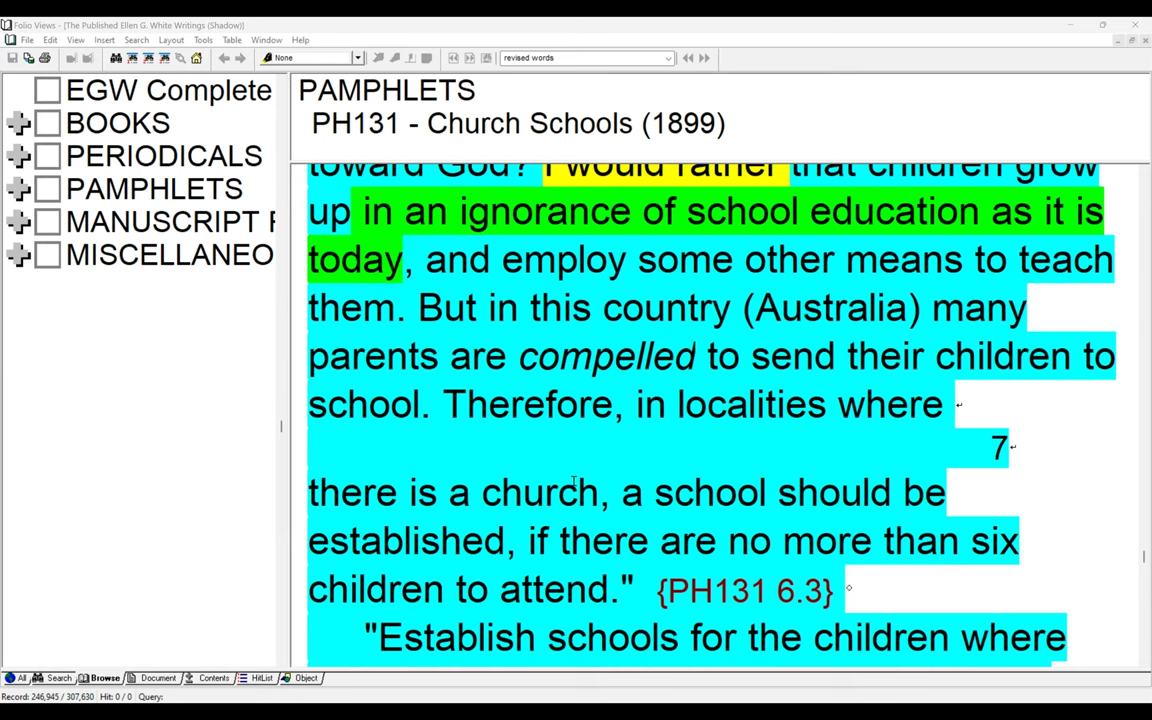 Folio Views - [The Published Ellen G. White Writings (Shadow)]
File Edit View Insert Search Layout Tools Table Window Help
None
revised words
EGW Complete
BOOKS
PERIODICALS
PAMPHLETS
MANUSCRIPT R
MISCELLANEO
PAMPHLETS
PH131 - Church Schools (1899)
toward God? I would rather that children grow
up in an ignorance of school education as it is
today, and employ some other means to teach
them. But in this country (Australia) many
parents are compelled to send their children to
school. Therefore, in localities where
7
there is a church, a school should be
established, if there are no more than six
children to attend." {PH131 6.3}
"Establish schools for the children where
All Search Browse Document Contents HitList Object
Record: 246,945 / 307,630 Hit: 0 / 0 Query: